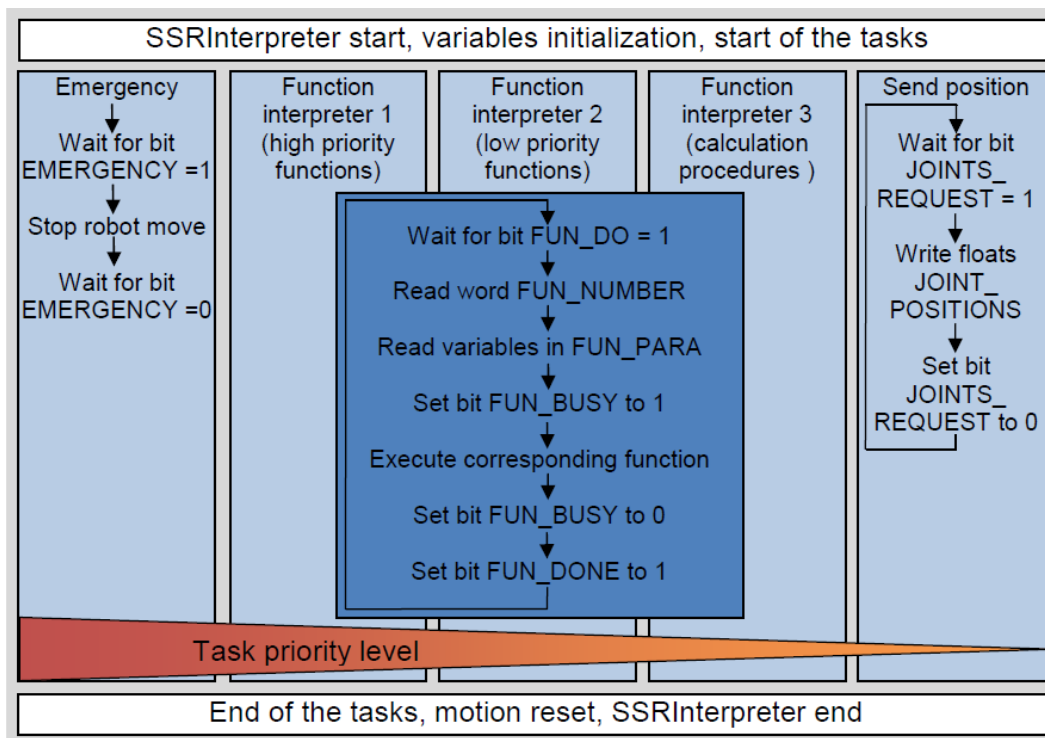 SSRInterpreter start, variables initialization, start of the tasks
Emergency
Wait for bit
EMERGENCY =1
Stop robot move
Wait for bit
EMERGENCY =0
Function
interpreter 1
(high priority
functions)
Function
interpreter 2
(low priority
functions)
Function
interpreter 3
(calculation
procedures )
Wait for bit FUN_DO = 1
Read word FUN_NUMBER
Read variables in FUN_PARA
Set bit FUN_BUSY to 1
Execute corresponding function
Set bit FUN_BUSY to 0
Set bit FUN_DONE to 1
Send position
Wait for bit
JOINTS_
REQUEST = 1
Write floats
JOINT_
POSITIONS
Set bit
JOINTS_
REQUEST to 0
Task priority level
End of the tasks, motion reset, SSRInterpreter end